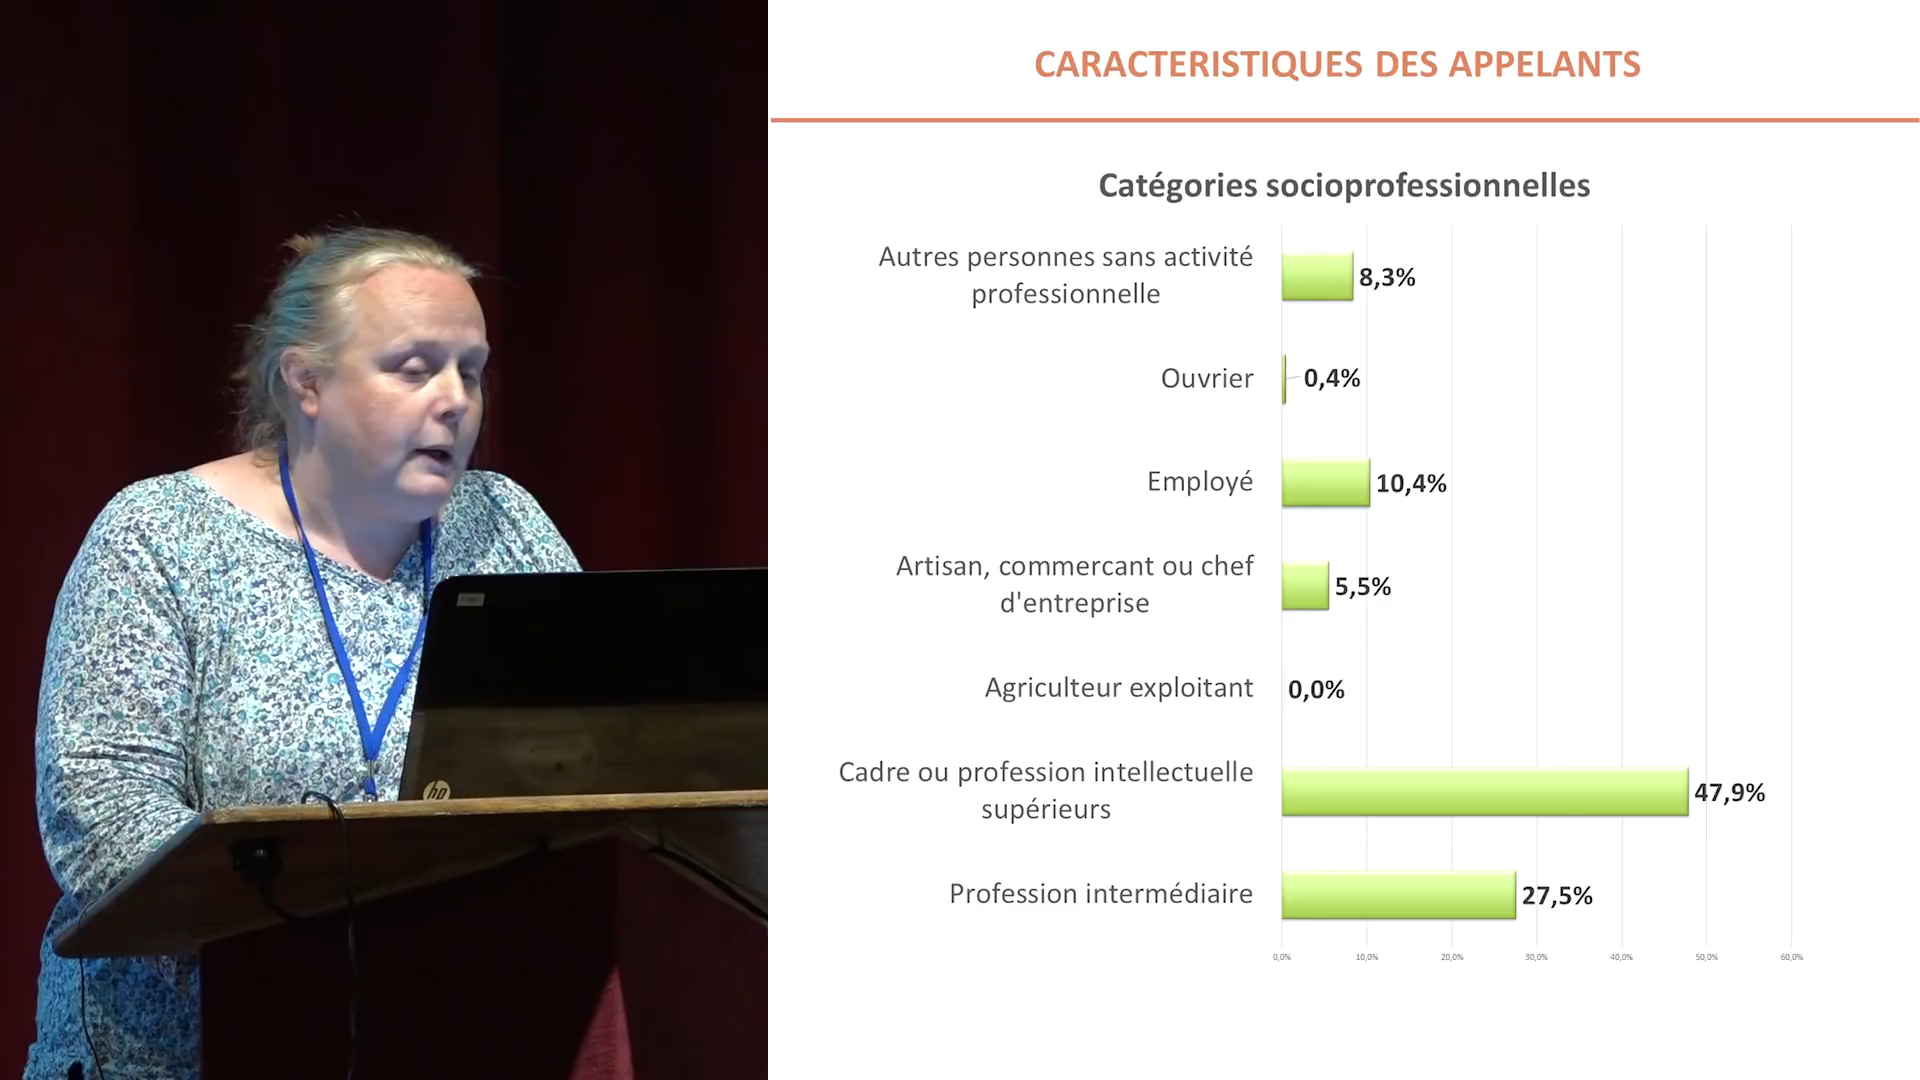 CARACTERISTIQUES DES APPELANTS
Catégories socioprofessionnelles
Autres personnes sans activité
professionnelle
8,3%
Ouvrier
0,4%
Employé
10,4%
Artisan, commercant ou chef
d'entreprise
5,5%
Agriculteur exploitant
0,0%
Cadre ou profession intellectuelle
supérieurs
47,9%
Profession intermédiaire
27,5%
0,0% 10,0% 20,0% 30,0% 40,0% 50,0% 60,0%
hp